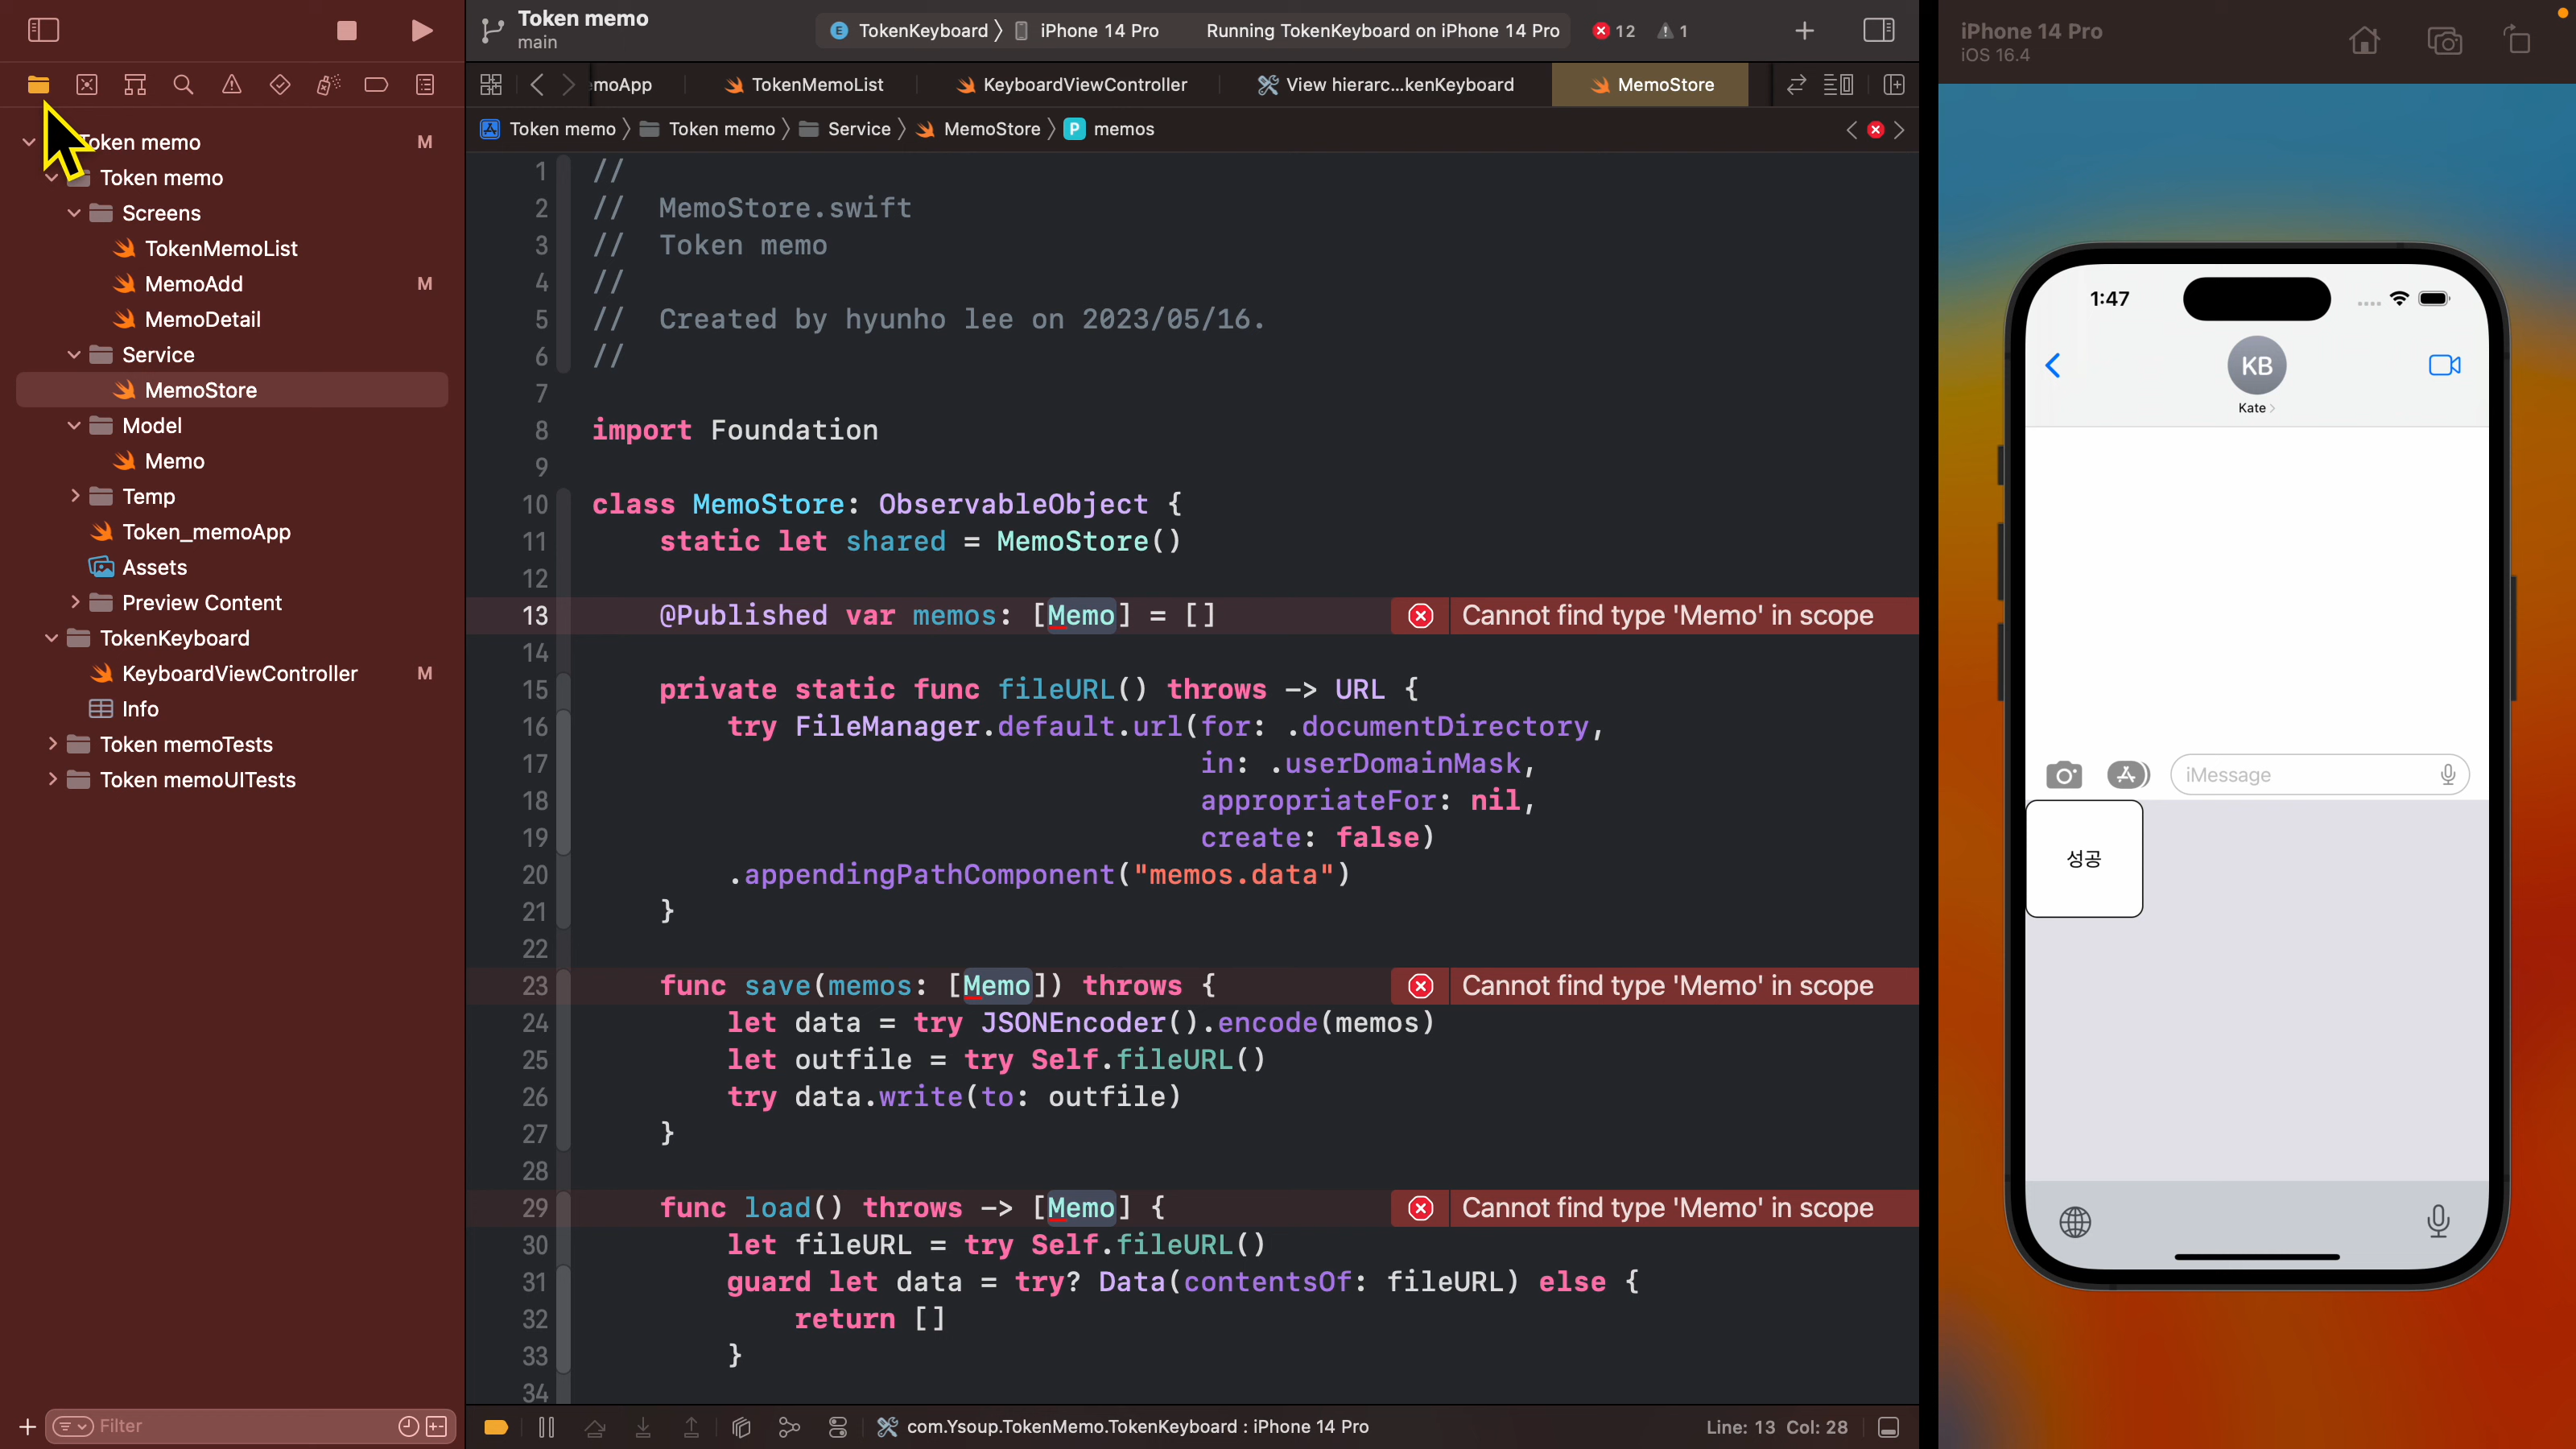 Token memo
main
TokenKeyboard
iPhone 14 Pro
Running TokenKeyboard on iPhone 14 Pro
12
1
moApp
TokenMemoList
KeyboardViewController
View hierarc...kenKeyboard
MemoStore
Token memo
Token memo
Service
MemoStore
P
memos
Token memo
M
Token memo
Screens
TokenMemoList
MemoAdd
M
MemoDetail
Service
MemoStore
Model
Memo
Temp
Token_memoApp
Assets
Preview Content
TokenKeyboard
KeyboardViewController
M
Info
Token memoTests
Token memoUITests
Filter
1 //
2 //  MemoStore.swift
3 //  Token memo
4 //
5 //  Created by hyunho lee on 2023/05/16.
6 //
7
8 import Foundation
9
10 class MemoStore: ObservableObject {
11     static let shared = MemoStore()
12
13     @Published var memos: [Memo] = []
Cannot find type 'Memo' in scope
14
15     private static func fileURL() throws -> URL {
16         try FileManager.default.url(for: .documentDirectory,
17                                     in: .userDomainMask,
18                                     appropriateFor: nil,
19                                     create: false)
20         .appendingPathComponent("memos.data")
21     }
22
23     func save(memos: [Memo]) throws {
Cannot find type 'Memo' in scope
24         let data = try JSONEncoder().encode(memos)
25         let outfile = try Self.fileURL()
26         try data.write(to: outfile)
27     }
28
29     func load() throws -> [Memo] {
Cannot find type 'Memo' in scope
30         let fileURL = try Self.fileURL()
31         guard let data = try? Data(contentsOf: fileURL) else {
32             return []
33         }
34
com.Ysoup.TokenMemo.TokenKeyboard : iPhone 14 Pro
Line: 13 Col: 28
iPhone 14 Pro
iOS 16.4
1:47
KB
Kate
iMessage
성공